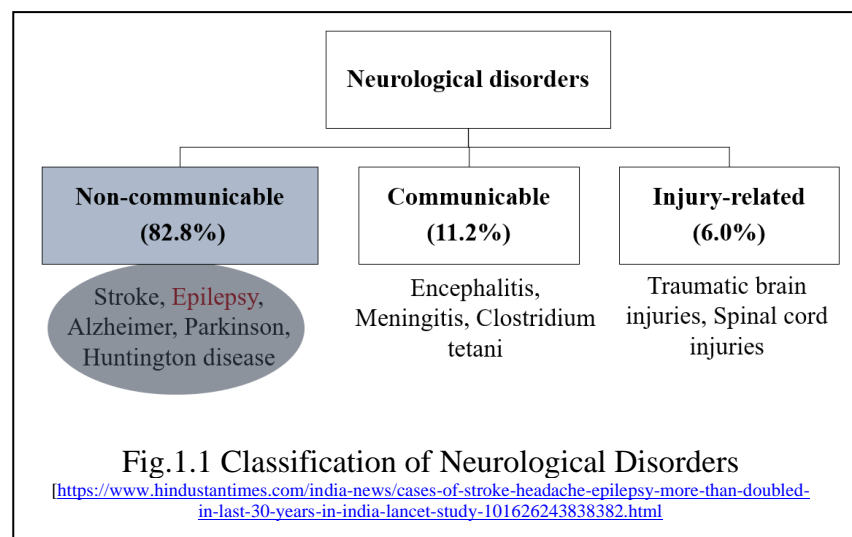 Neurological disorders
Non-communicable
(82.8%)
Communicable
(11.2%)
Injury-related
(6.0%)
Stroke, Epilepsy,
Alzheimer, Parkinson,
Huntington disease
Encephalitis,
Meningitis, Clostridium
tetani
Traumatic brain
injuries, Spinal cord
injuries
Fig.1.1 Classification of Neurological Disorders
[https://www.hindustantimes.com/india-news/cases-of-stroke-headache-epilepsy-more-than-doubled-
in-last-30-years-in-india-lancet-study-101626243838382.html